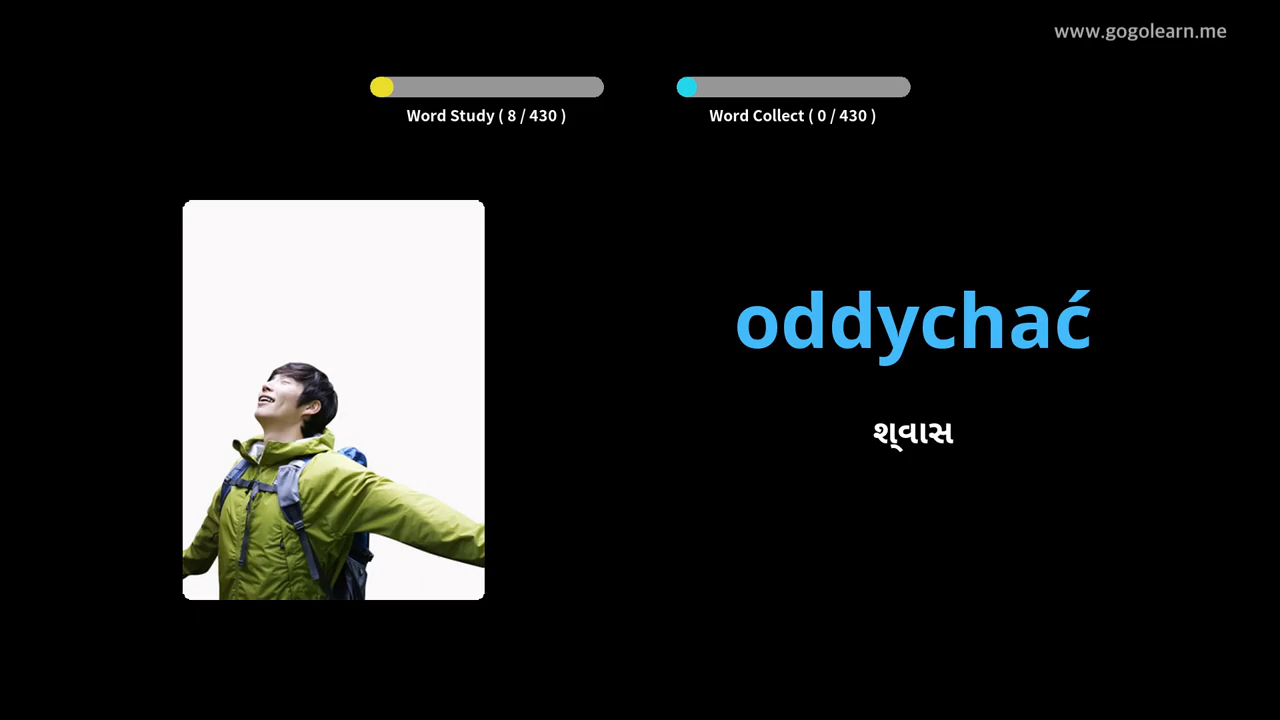 www.gogolearn.me
Word Study ( 8 / 430 )
Word Collect ( 0 / 430 )
oddychać
શ્વાસ